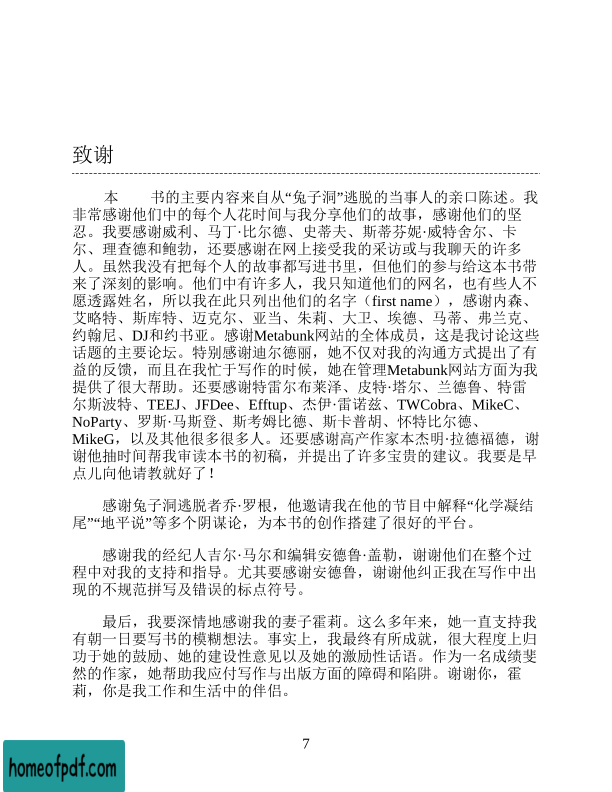 致谢
本 书的主要内容来自从“兔子洞”逃脱的当事人的亲口陈述。我
非常感谢他们中的每个人花时间与我分享他们的故事，感谢他们的坚
忍。我要感谢威利、马丁·比尔德、史蒂夫、斯蒂芬妮·威特舍尔、卡
尔、理查德和鲍勃，还要感谢在网上接受我的采访或与我聊天的许多
人。虽然我没有把每个人的故事都写进书里，但他们的参与给这本书带
来了深刻的影响。他们中有许多人，我只知道他们的网名，也有些人不
愿透露姓名，所以我在此只列出他们的名字（first name），感谢内森、
艾略特、斯库特、迈克尔、亚当、朱莉、大卫、埃德、马蒂、弗兰克、
约翰尼、DJ和约书亚。感谢Metabunk网站的全体成员，这是我讨论这些
话题的主要论坛。特别感谢迪尔德丽，她不仅对我的沟通方式提出了有
益的反馈，而且在我忙于写作的时候，她在管理Metabunk网站方面为我
提供了很大帮助。还要感谢特雷尔布莱泽、皮特·塔尔、兰德鲁、特雷
尔斯波特、TEEJ、JFDee、Efftup、杰伊·雷诺兹、TWCobra、MikeC、
NoParty、罗斯·马斯登、斯考姆比德、斯卡普胡、怀特比尔德、
MikeG，以及其他很多很多人。还要感谢高产作家本杰明·拉德福德，谢
谢他抽时间帮我审读本书的初稿，并提出了许多宝贵的建议。我要是早
点儿向他请教就好了！
感谢兔子洞逃脱者乔·罗根，他邀请我在他的节目中解释“化学凝结
尾”“地平说”等多个阴谋论，为本书的创作搭建了很好的平台。
感谢我的经纪人吉尔·马尔和编辑安德鲁·盖勒，谢谢他们在整个过
程中对我的支持和指导。尤其要感谢安德鲁，谢谢他纠正我在写作中出
现的不规范拼写及错误的标点符号。
最后，我要深情地感谢我的妻子霍莉。这么多年来，她一直支持我
有朝一日要写书的模糊想法。事实上，我最终有所成就，很大程度上归
功于她的鼓励、她的建设性意见以及她的激励性话语。作为一名成绩斐
然的作家，她帮助我应付写作与出版方面的障碍和陷阱。谢谢你，霍
莉，你是我工作和生活中的伴侣。
7
homeofpdf.com